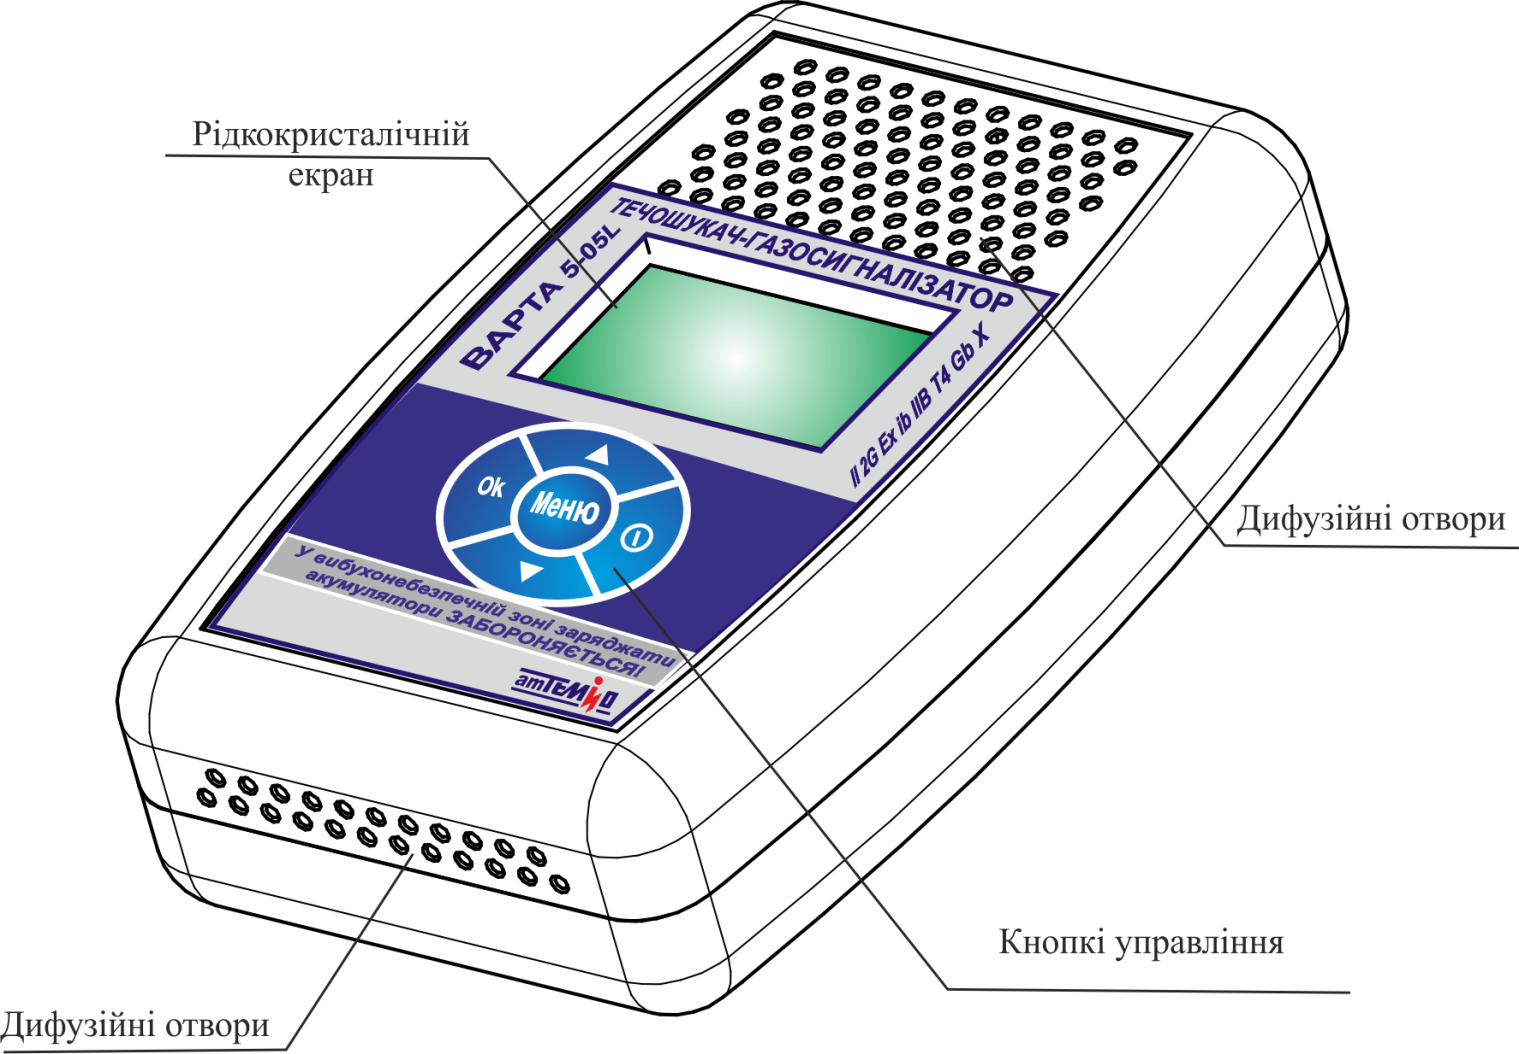 Рідкокристалічній
екран
ТЕЧОШУКАЧ-ГАЗОСИГНАЛІЗАТОР
ВАРТА 5-05L
II 2G Ex ib IIB T4 Gb X
Ok
Меню
Дифузійні отвори
У вибухонебезпечній зоні заряджати
акумулятори ЗАБОРОНЯЄТЬСЯ!
amТЕМіО
Кнопкі управління
Дифузійні отвори